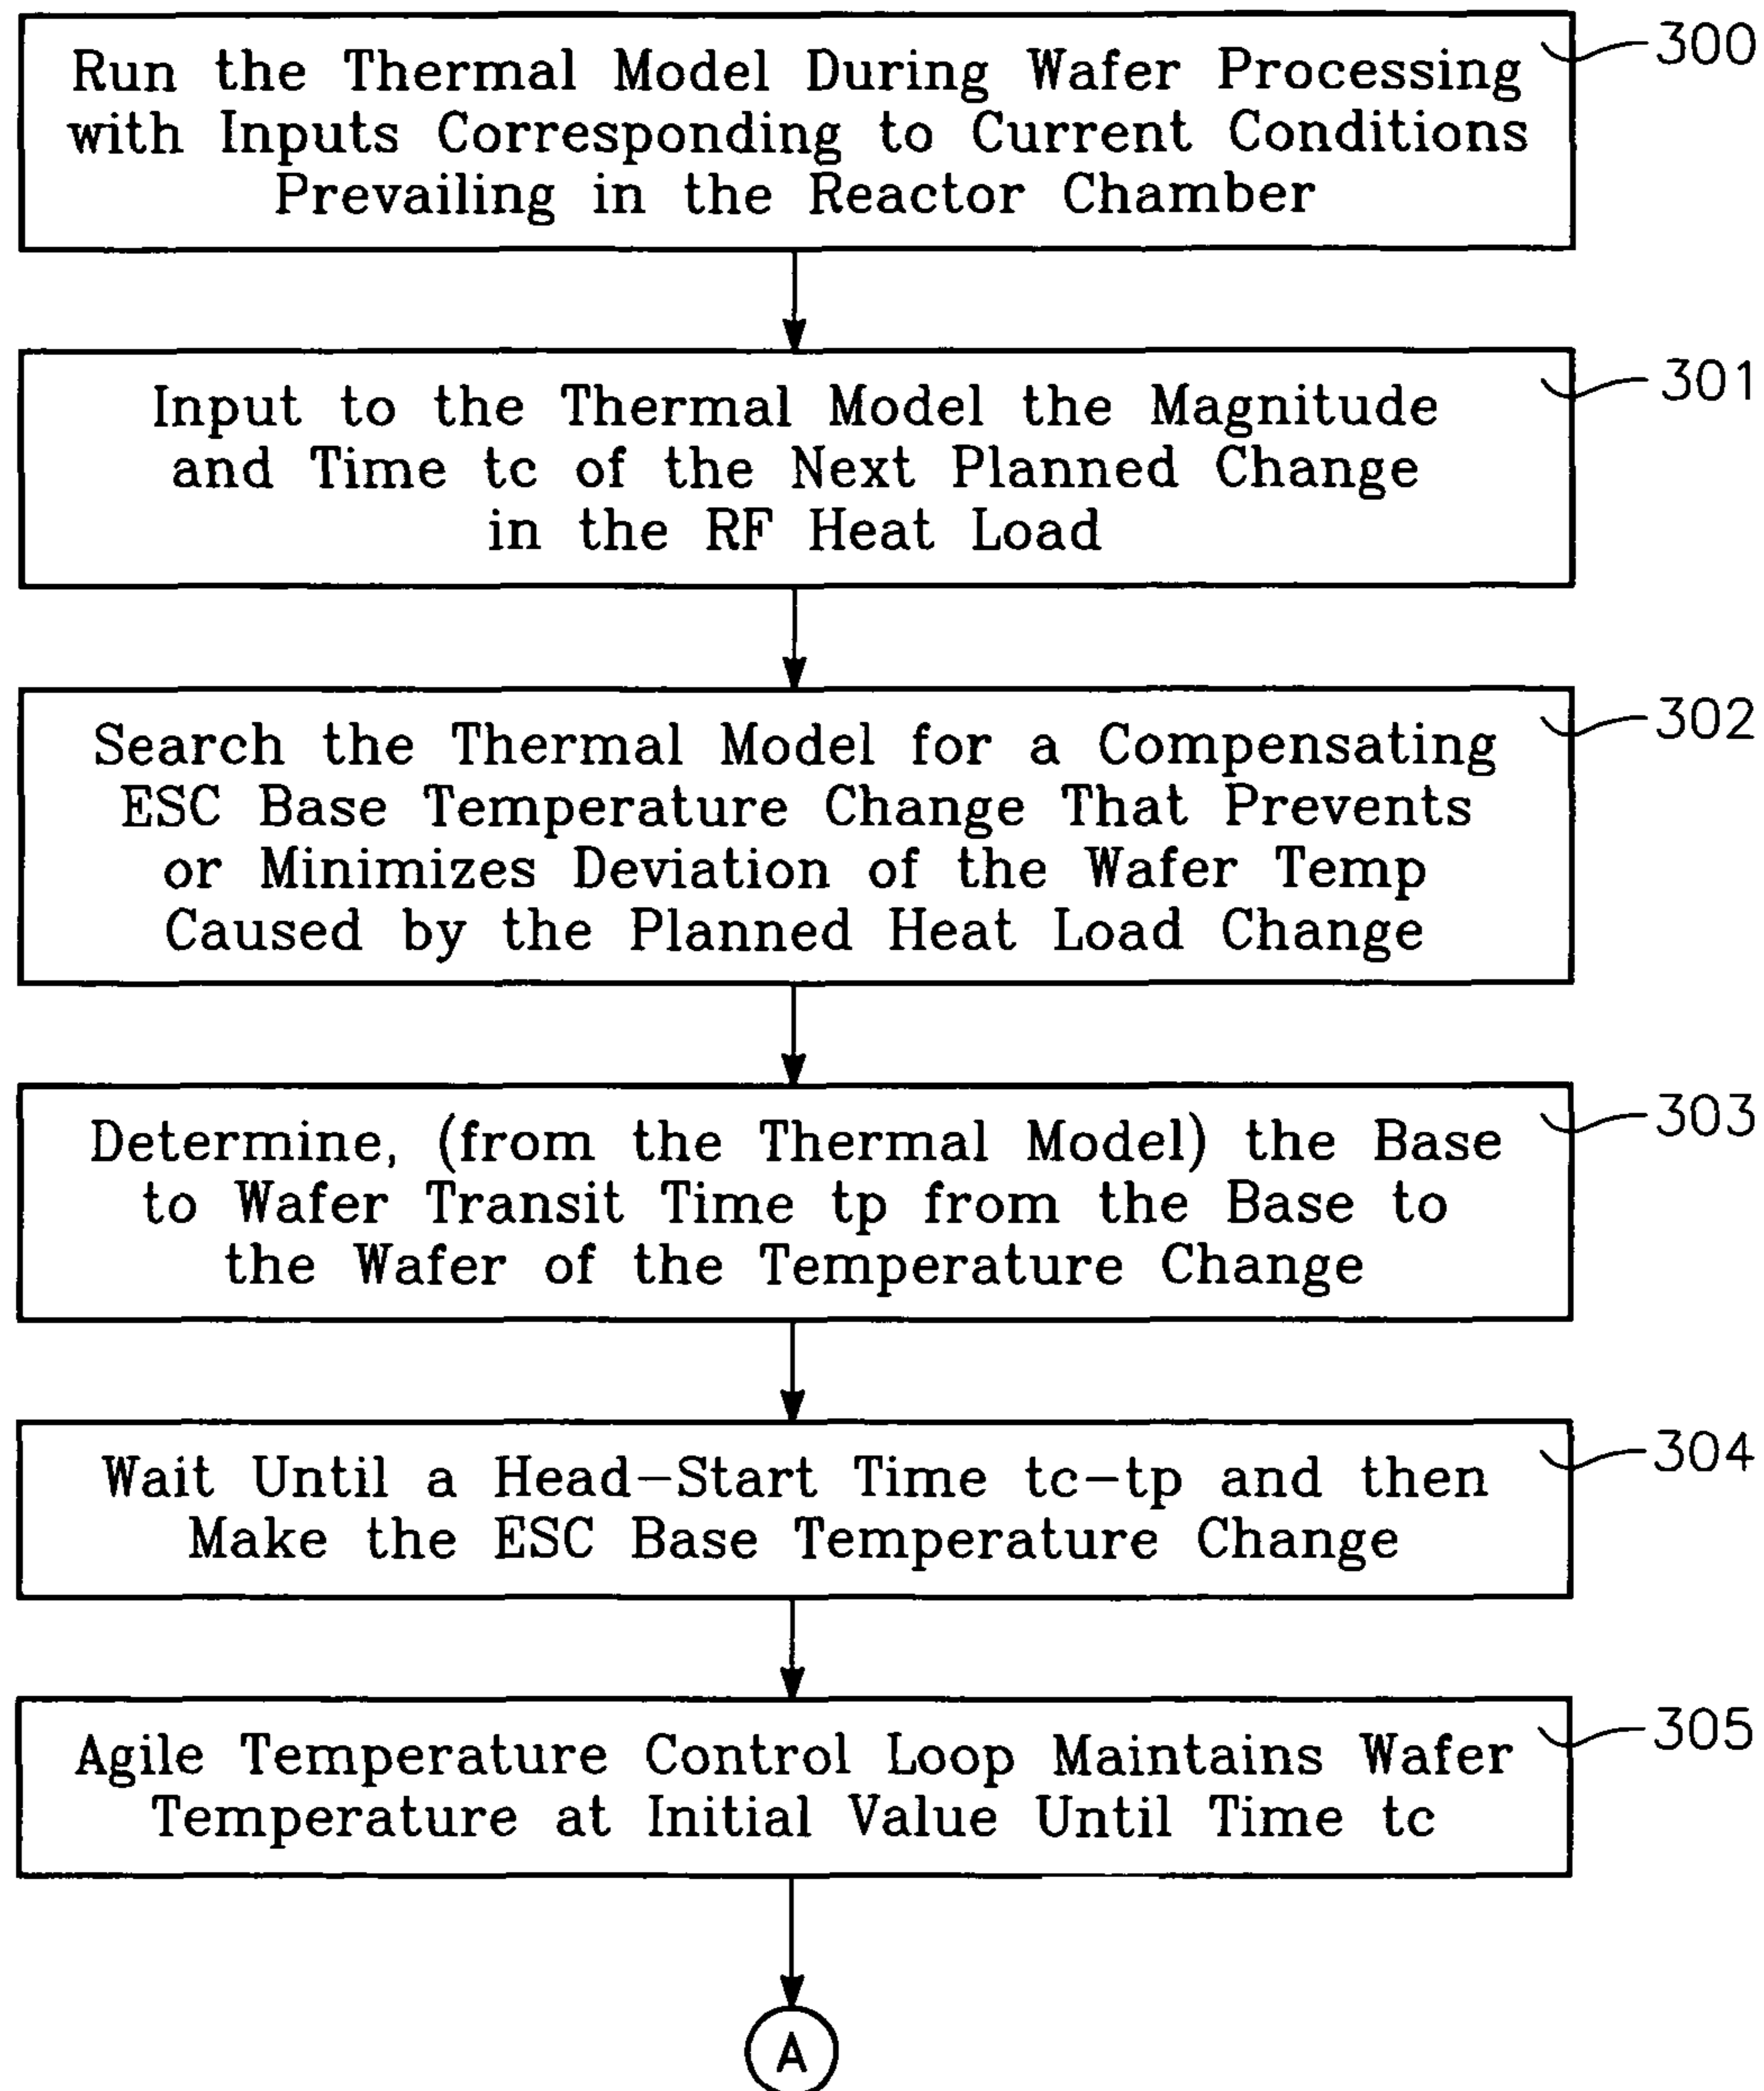 Run the Thermal Model During Wafer Processing
with Inputs Corresponding to Current Conditions
Prevailing in the Reactor Chamber
300
Input to the Thermal Model the Magnitude
and Time tc of the Next Planned Change
in the RF Heat Load
301
Search the Thermal Model for a Compensating
ESC Base Temperature Change That Prevents
or Minimizes Deviation of the Wafer Temp
Caused by the Planned Heat Load Change
302
Determine, (from the Thermal Model) the Base
to Wafer Transit Time tp from the Base to
the Wafer of the Temperature Change
303
Wait Until a Head-Start Time tc-tp and then
Make the ESC Base Temperature Change
304
Agile Temperature Control Loop Maintains Wafer
Temperature at Initial Value Until Time tc
305
A